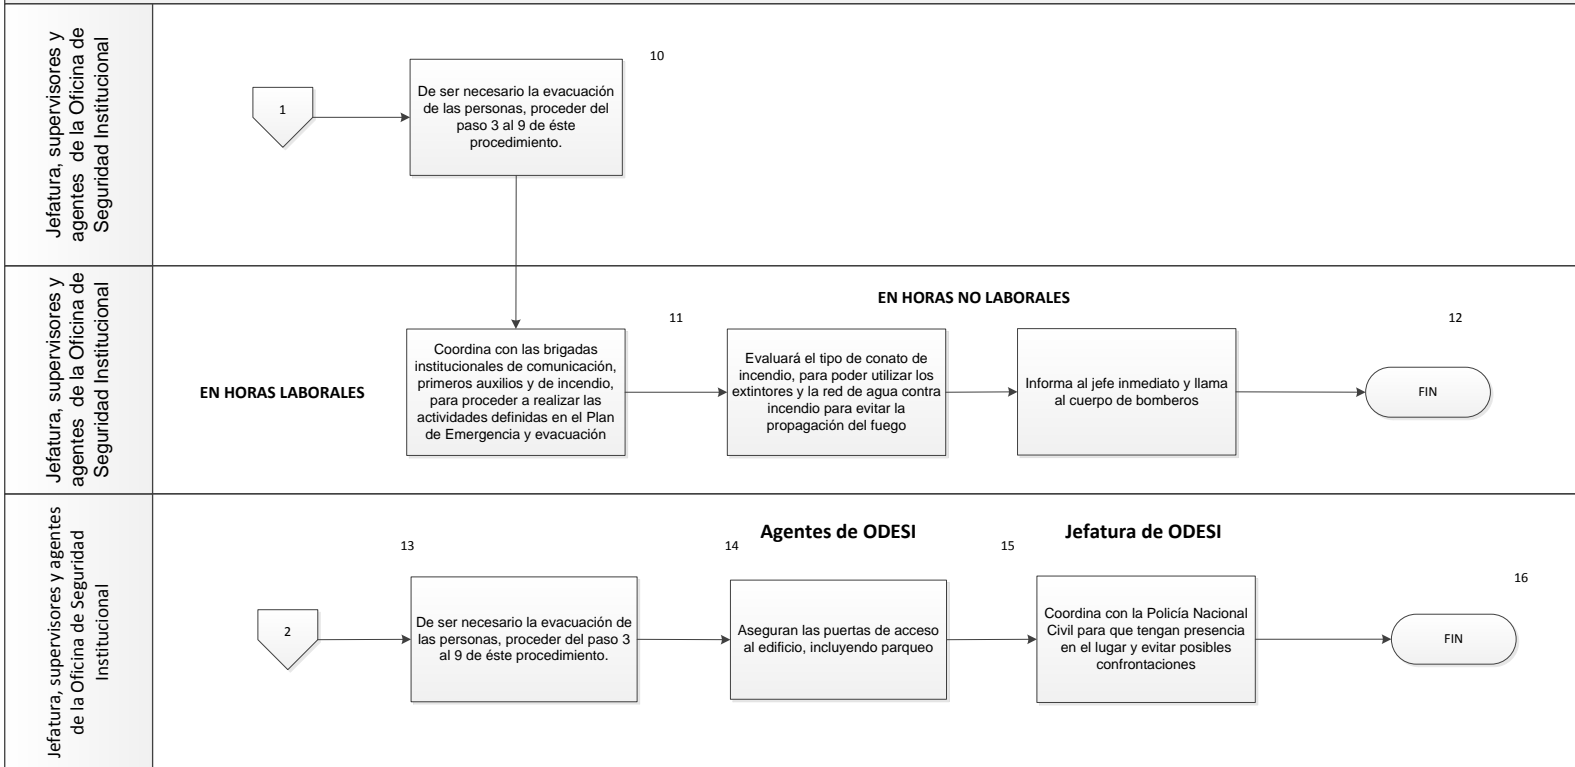 Jefatura, supervisores y
agentes de la Oficina de
Seguridad Institucional
10
1
De ser necesario la evacuación
de las personas, proceder del
paso 3 al 9 de éste
procedimiento.
Jefatura, supervisores y
agentes de la Oficina de
Seguridad Institucional
EN HORAS LABORALES
EN HORAS NO LABORALES
11
12
Coordina con las brigadas
institucionales de comunicación,
primeros auxilios y de incendio,
para proceder a realizar las
actividades definidas en el Plan
de Emergencia y evacuación
Evaluará el tipo de conato de
incendio, para poder utilizar los
extintores y la red de agua contra
incendio para evitar la
propagación del fuego
Informa al jefe inmediato y llama
al cuerpo de bomberos
FIN
Jefatura, supervisores y agentes
de la Oficina de Seguridad
Institucional
Agentes de ODESI
Jefatura de ODESI
13
14
15
16
2
De ser necesario la evacuación de
las personas, proceder del paso 3
al 9 de éste procedimiento.
Aseguran las puertas de acceso
al edificio, incluyendo parqueo
Coordina con la Policía Nacional
Civil para que tengan presencia
en el lugar y evitar posibles
confrontaciones
FIN